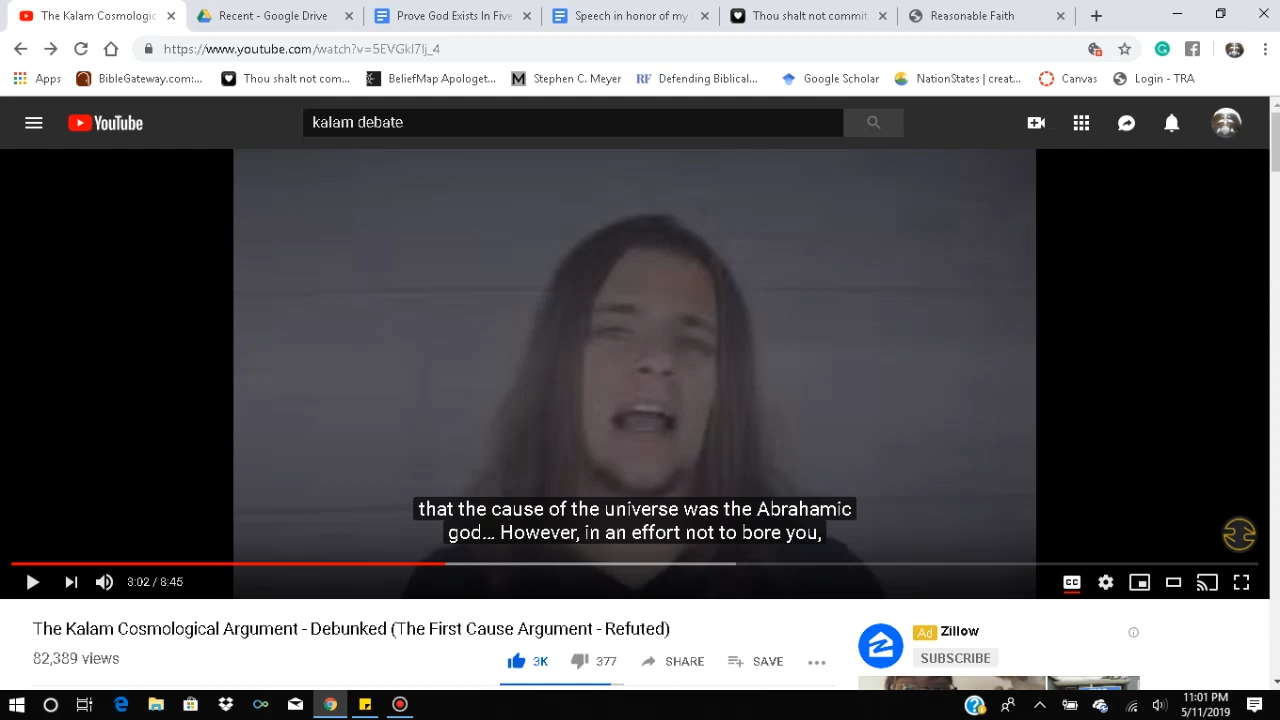 The Kalam Cosmologic
Recent - Google Drive
Prove God Exists In Five
Speech in honor of my
Thou shalt not commit
Reasonable Faith
https://www.youtube.com/watch?v=5EVGkI7Ij_4
Apps
BibleGateway.com:...
Thou shalt not com...
BeliefMap Apologet...
Stephen C. Meyer
RF Defending Biblical...
Google Scholar
NationStates | creat...
Canvas
Login - TRA
YouTube
kalam debate
that the cause of the universe was the Abrahamic
god... However, in an effort not to bore you,
3:02 / 8:45
CC
The Kalam Cosmological Argument - Debunked (The First Cause Argument - Refuted)
82,389 views
3K
377
SHARE
SAVE
Ad Zillow
SUBSCRIBE
11:01 PM
5/11/2019